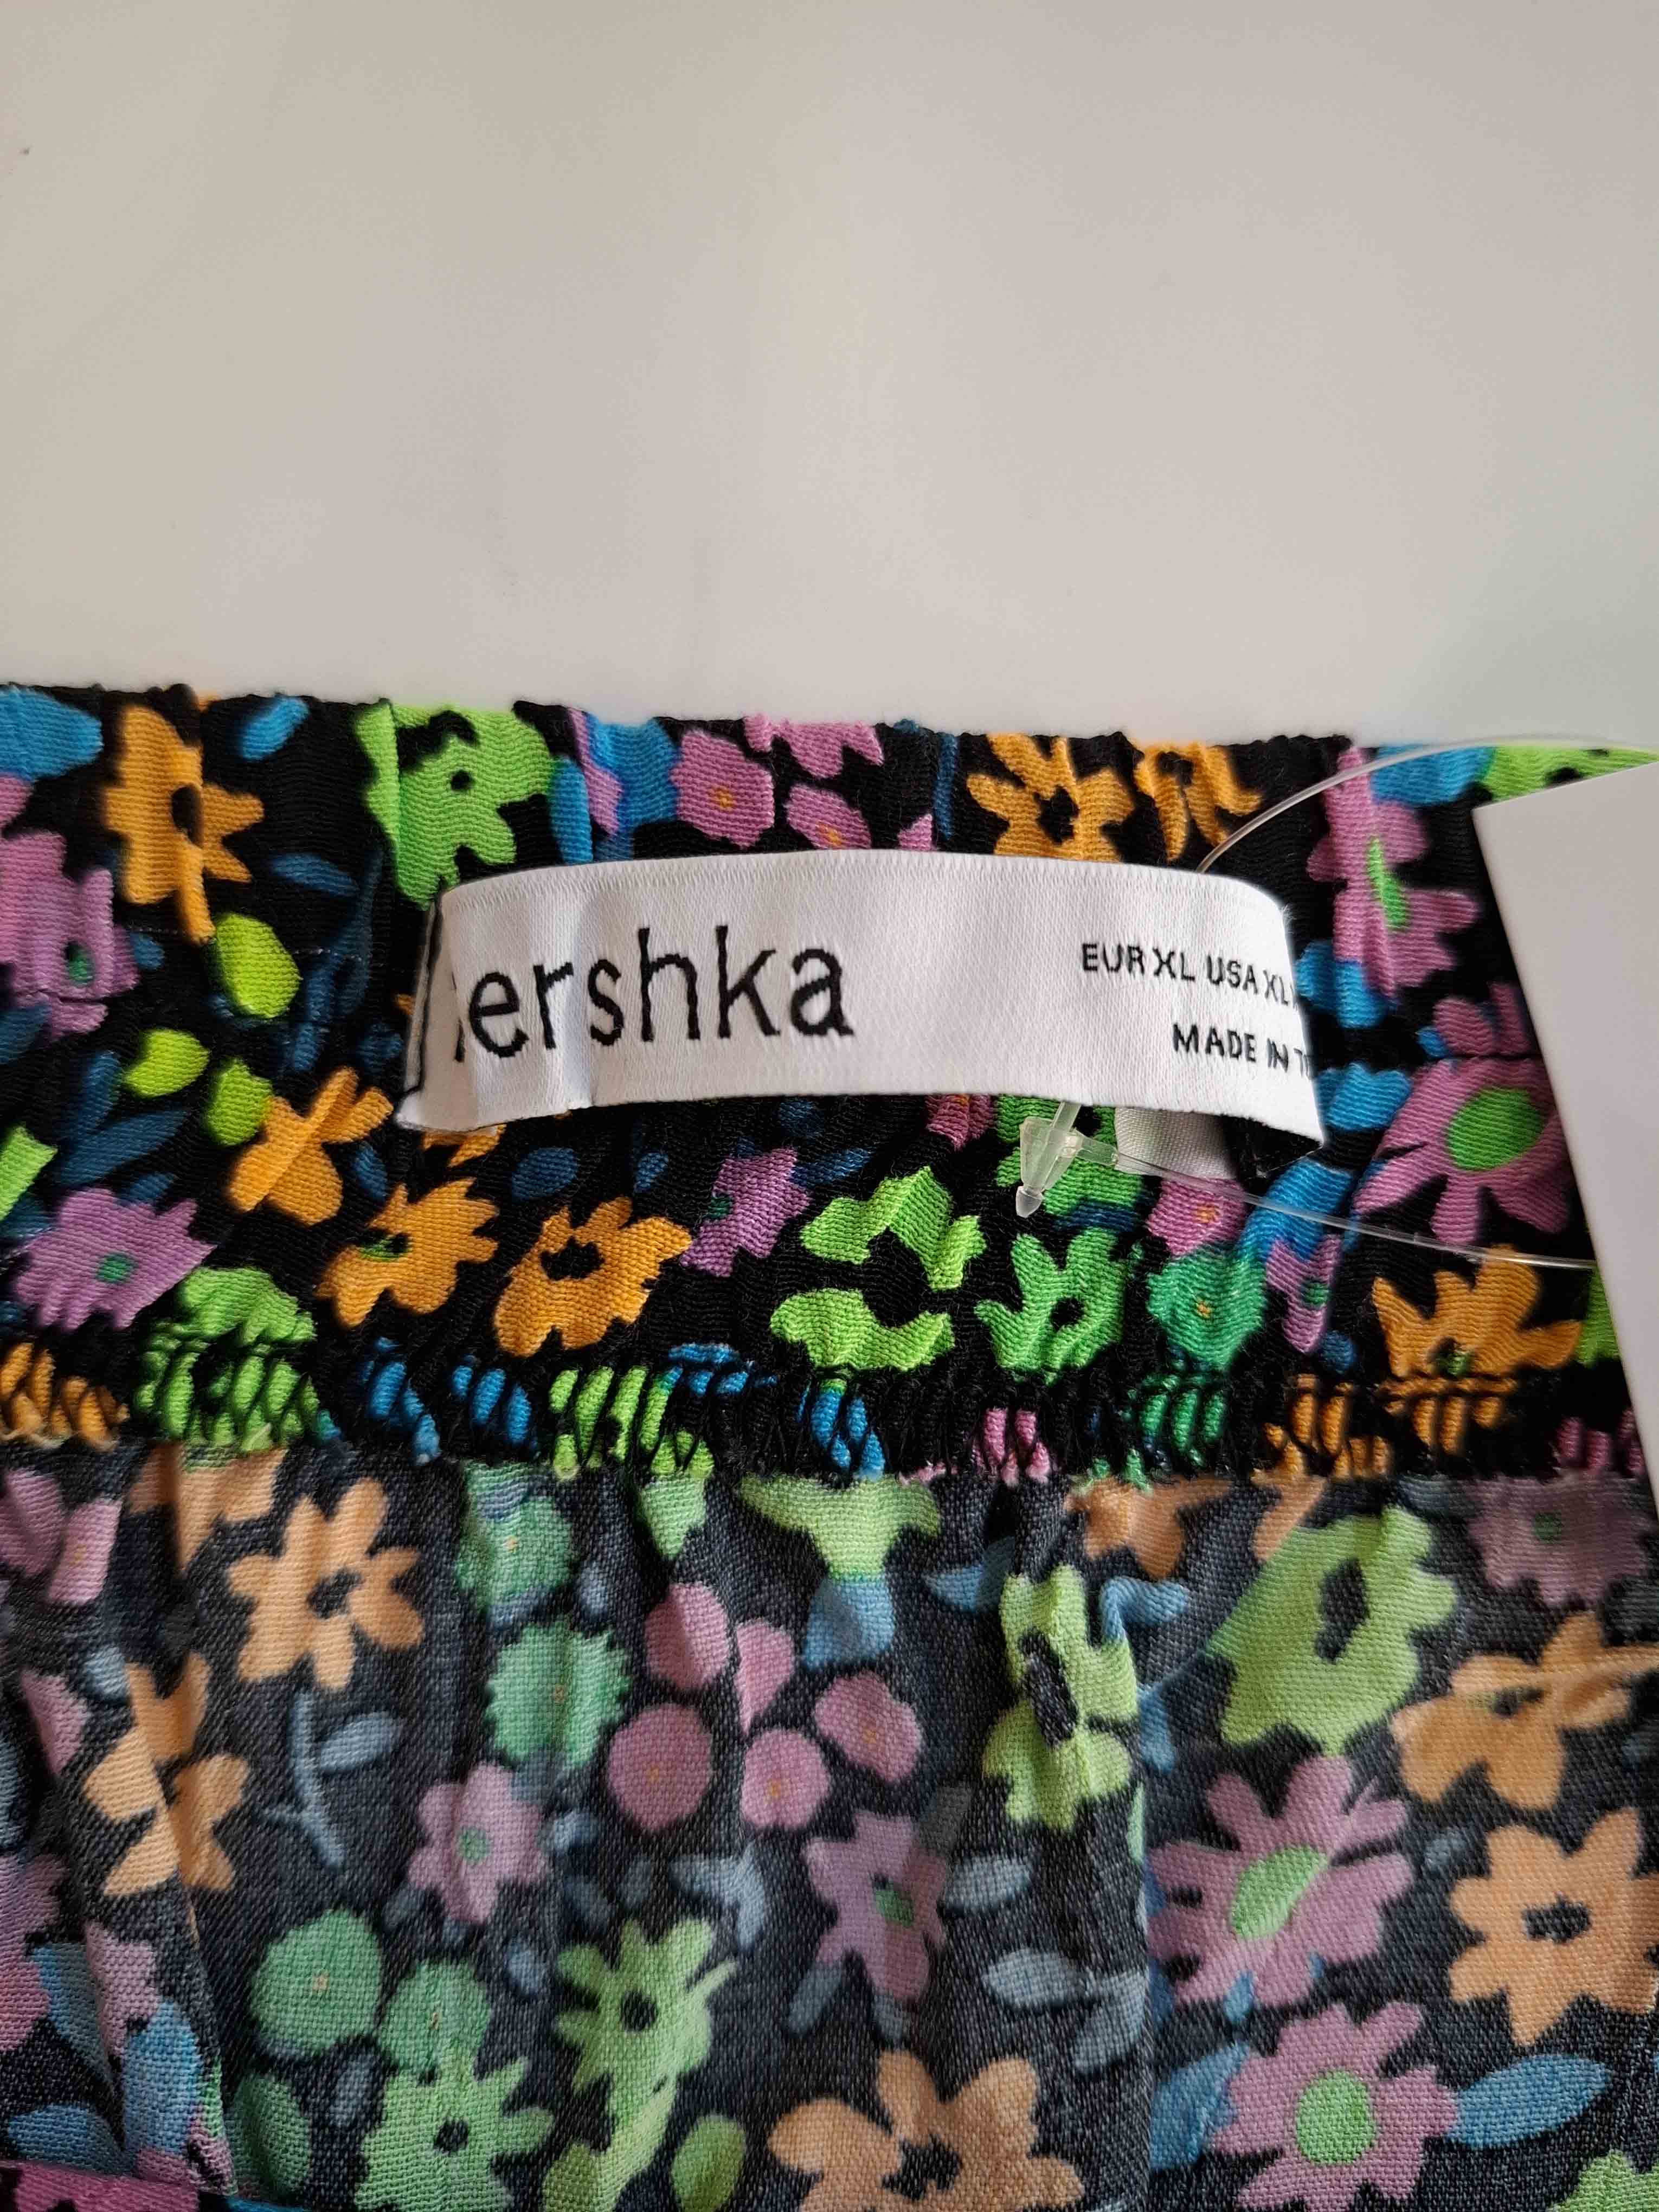 ershka
EUR XL USA XL
MADE IN